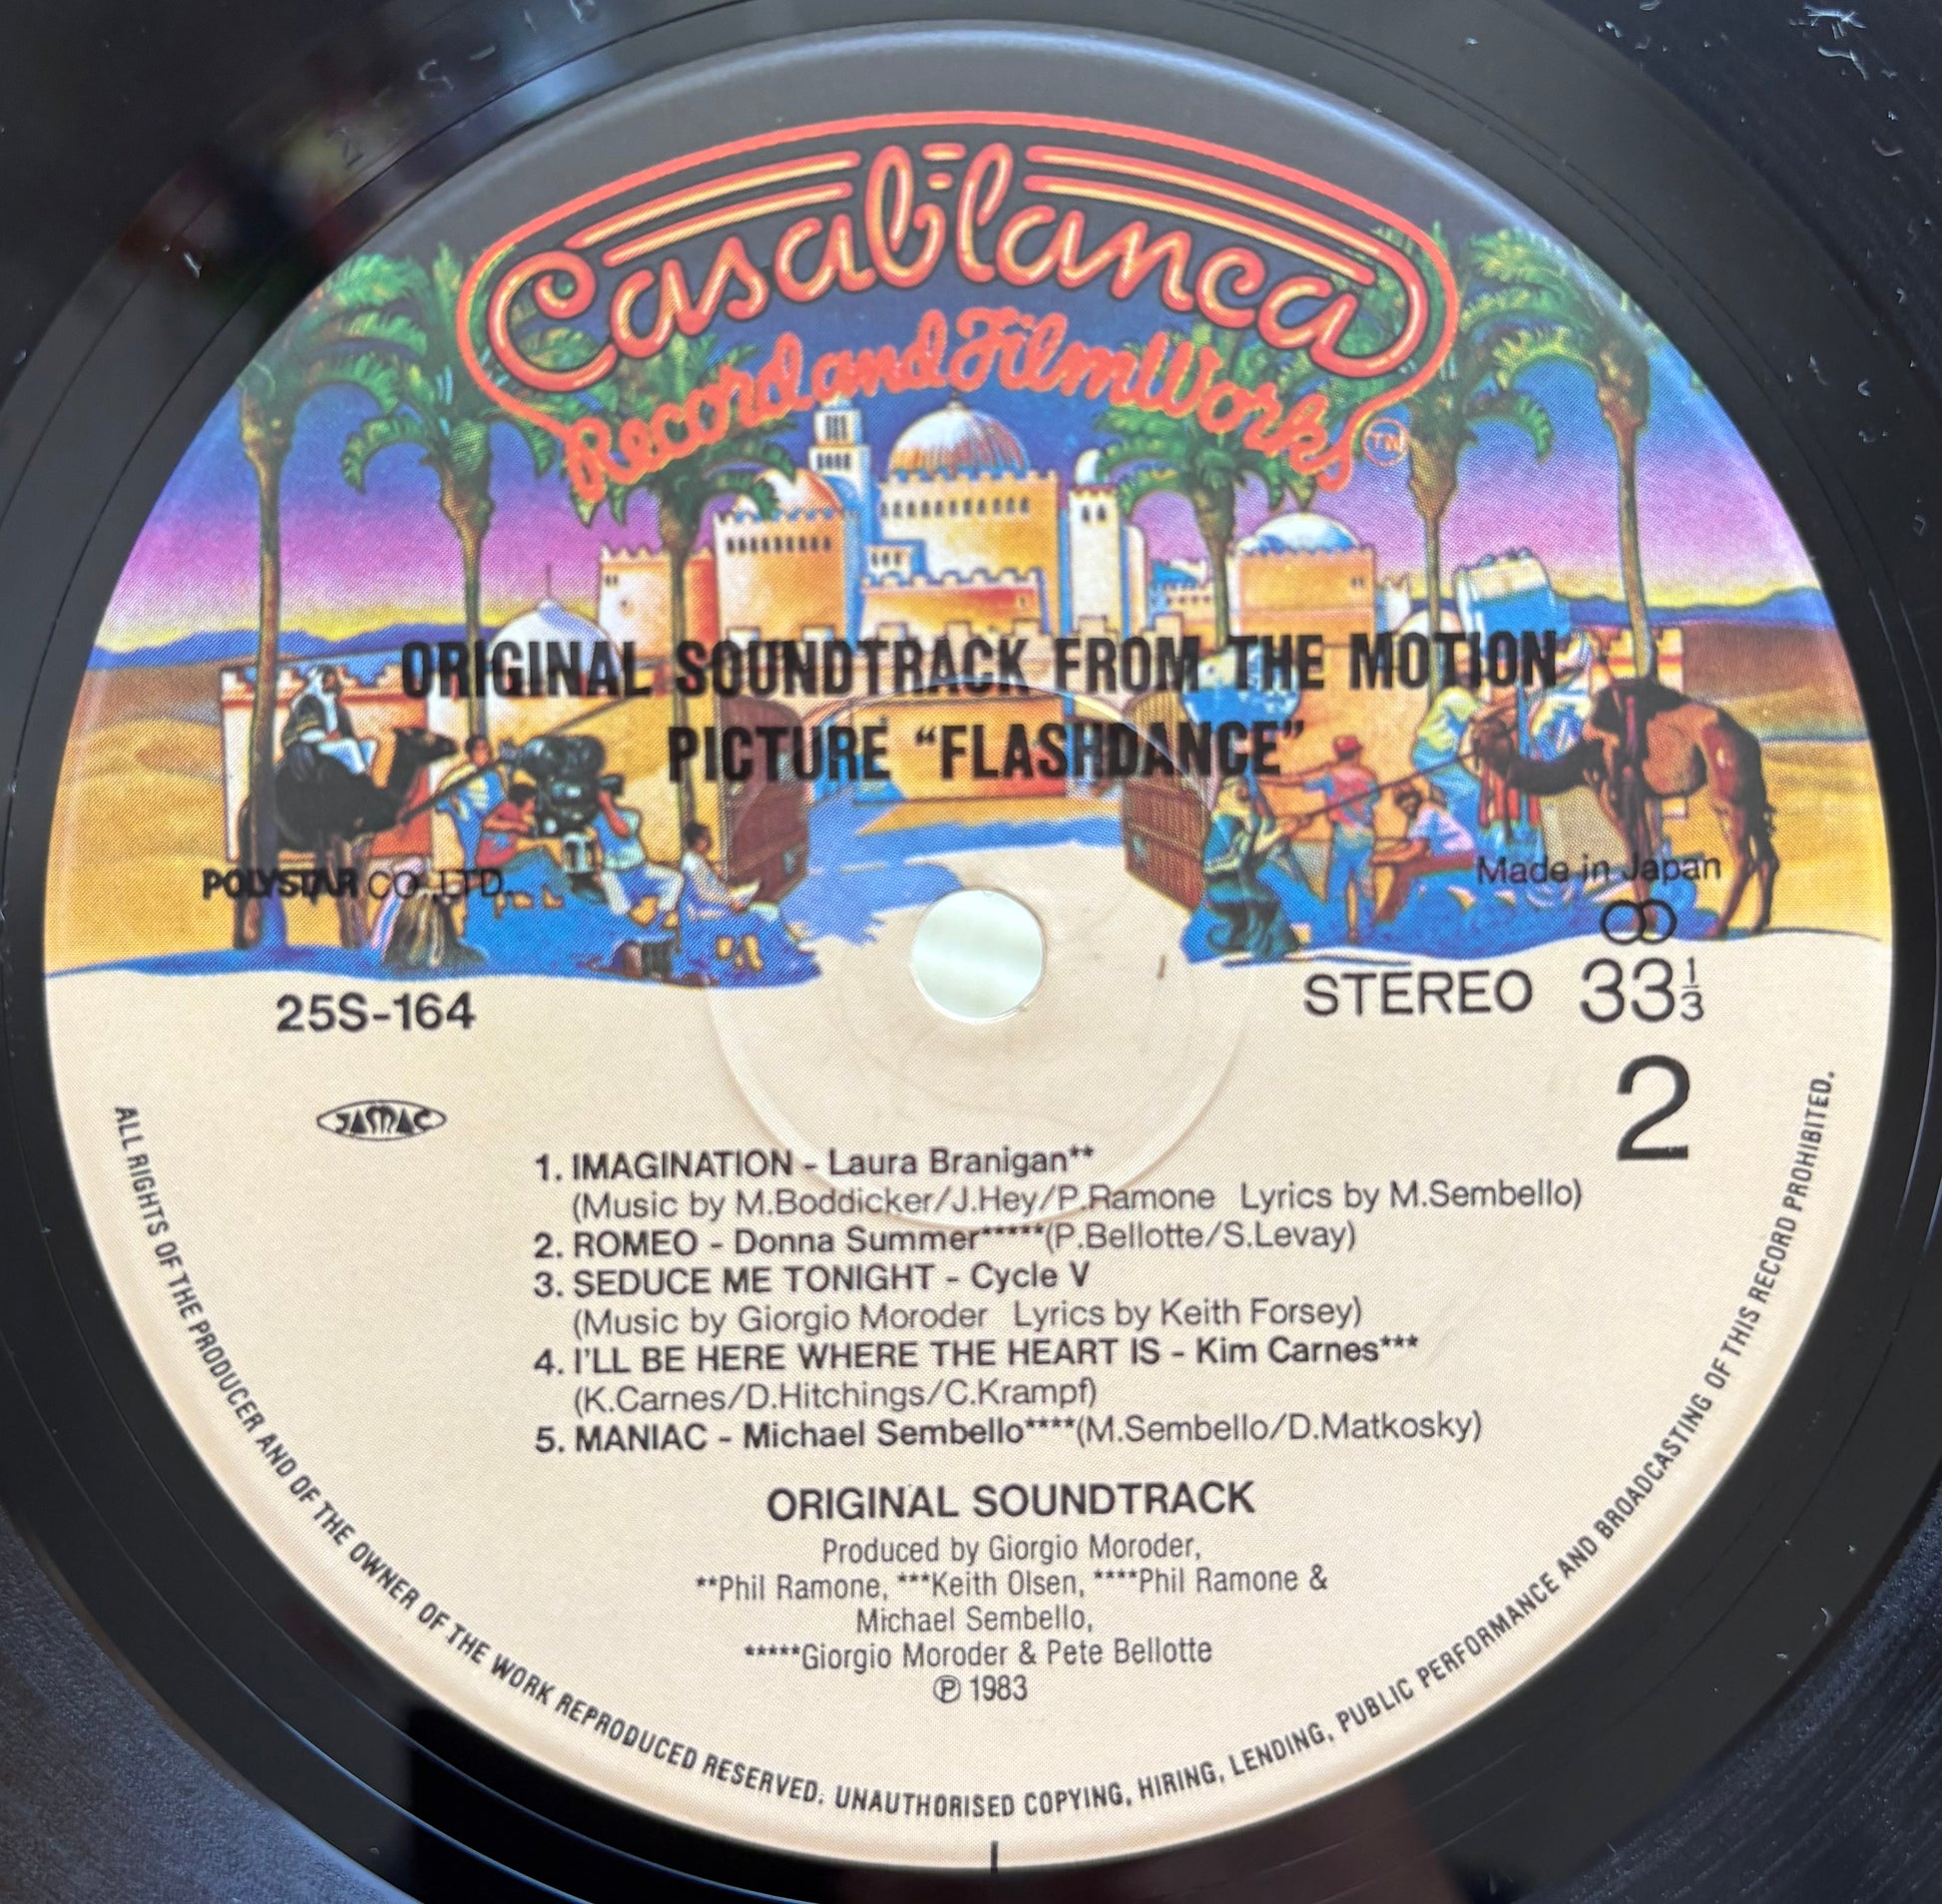 Casablanca
Record and FilmWorks
TM
ORIGINAL SOUNDTRACK FROM THE MOTION
PICTURE “FLASHDANCE”
POLYSTAR CO.,LTD.
Made in Japan
25S-164
STEREO 33⅓
JASRAC
2
1. IMAGINATION - Laura Branigan**
(Music by M.Boddicker/J.Hey/P.Ramone Lyrics by M.Sembello)
2. ROMEO - Donna Summer*****(P.Bellotte/S.Levay)
3. SEDUCE ME TONIGHT - Cycle V
(Music by Giorgio Moroder Lyrics by Keith Forsey)
4. I'LL BE HERE WHERE THE HEART IS - Kim Carnes***
(K.Carnes/D.Hitchings/C.Krampf)
5. MANIAC - Michael Sembello****(M.Sembello/D.Matkosky)
ORIGINAL SOUNDTRACK
Produced by Giorgio Moroder,
**Phil Ramone, ***Keith Olsen, ****Phil Ramone &
Michael Sembello,
*****Giorgio Moroder & Pete Bellotte
℗ 1983
ALL RIGHTS OF THE PRODUCER AND OF THE OWNER OF THE WORK REPRODUCED RESERVED. UNAUTHORISED COPYING, HIRING, LENDING, PUBLIC PERFORMANCE AND BROADCASTING OF THIS RECORD PROHIBITED.